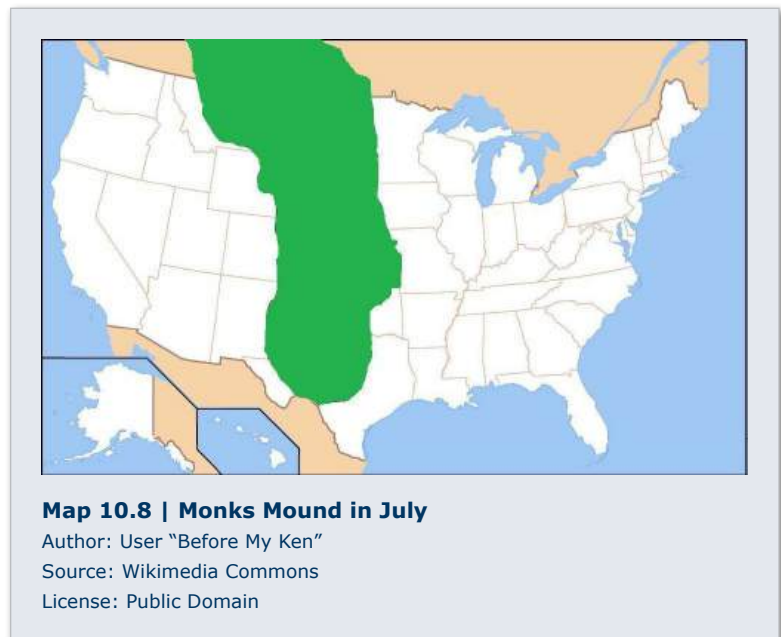 Map 10.8 | Monks Mound in July
Author: User “Before My Ken”
Source: Wikimedia Commons
License: Public Domain